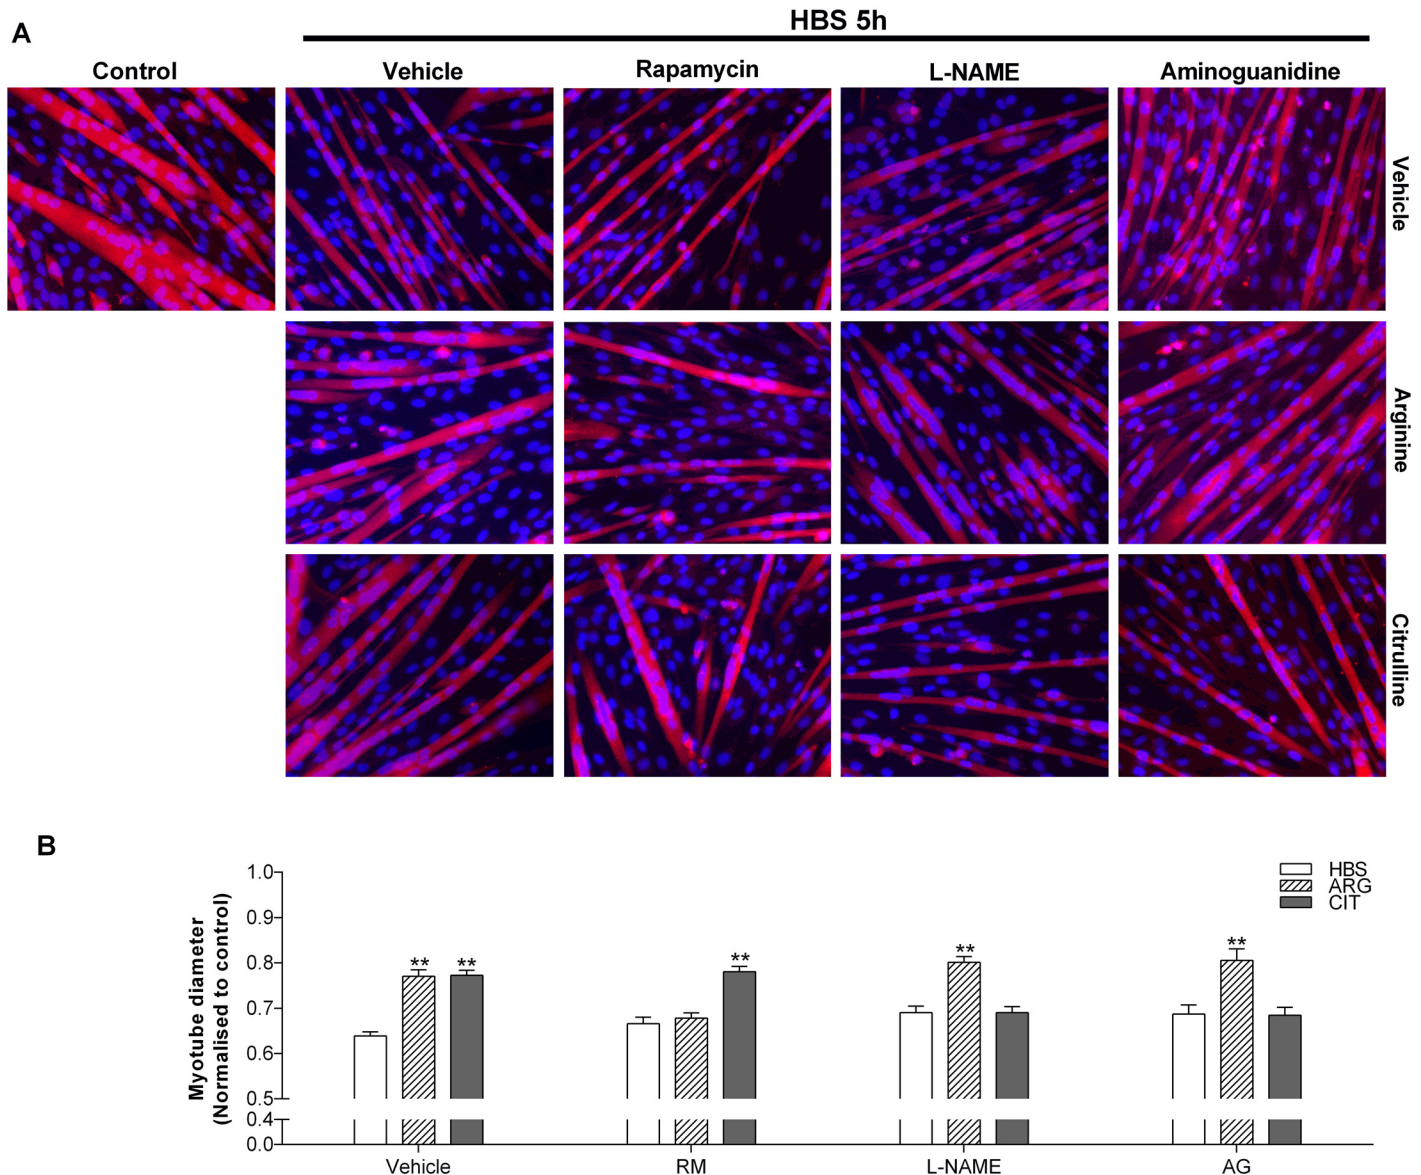 A
HBS 5h
Control
Vehicle
Rapamycin
L-NAME
Aminoguanidine
Vehicle
Arginine
Citrulline
B
Myotube diameter
(Normalised to control)
1.0
0.9
0.8
0.7
0.6
0.5
0.4
0.0
** ** ** ** **
HBS
ARG
CIT
Vehicle
RM
L-NAME
AG